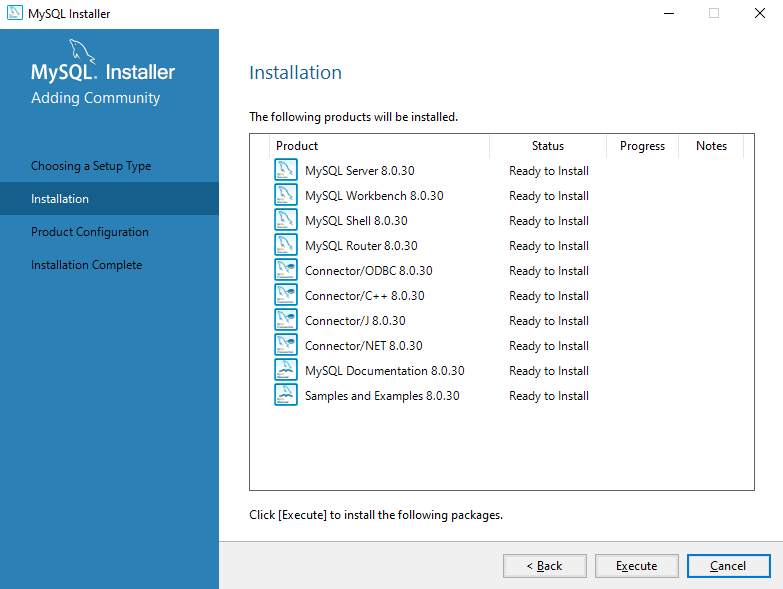 MySQL Installer
MySQL. Installer
Adding Community
Choosing a Setup Type
Installation
Product Configuration
Installation Complete
Installation
The following products will be installed.
Product Status Progress Notes
MySQL Server 8.0.30 Ready to Install
MySQL Workbench 8.0.30 Ready to Install
MySQL Shell 8.0.30 Ready to Install
MySQL Router 8.0.30 Ready to Install
Connector/ODBC 8.0.30 Ready to Install
Connector/C++ 8.0.30 Ready to Install
Connector/J 8.0.30 Ready to Install
Connector/NET 8.0.30 Ready to Install
MySQL Documentation 8.0.30 Ready to Install
Samples and Examples 8.0.30 Ready to Install
Click [Execute] to install the following packages.
< Back Execute Cancel